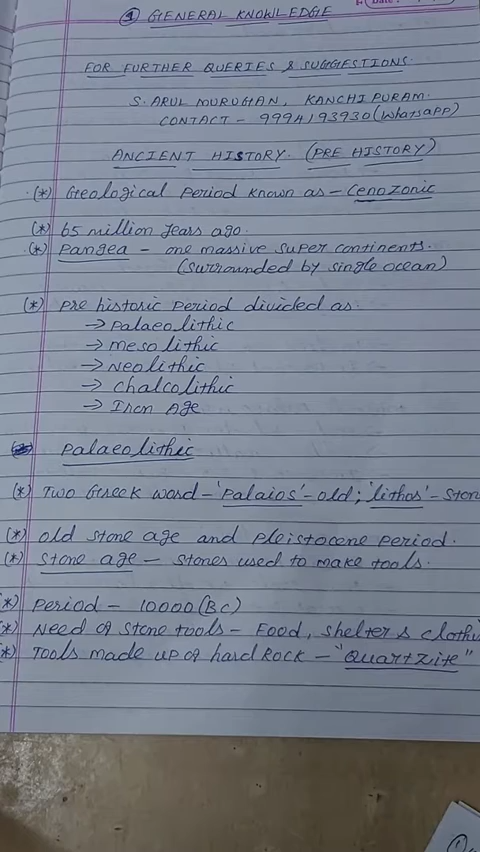 ① GENERAL KNOWLEDGE
FOR FURTHER QUERIES & SUGGESTIONS.
S. ARUL MURUGHAN, KANCHIPURAM.
CONTACT - 9994193930 (WhatsAPP)
ANCIENT HISTORY. (PRE HISTORY)
(*) Geological Period known as - Cenozonic
(*) 65 million years ago.
(*) Pangea - one massive super continents.
(surrounded by single ocean)
(*) Pre historic Period divided as.
→ Palaeolithic
→ Mesolithic
→ Neolithic
→ Chalcolithic
→ Iron Age
Palaeolithic
(*) Two Greek word - 'Palaios' - old; 'lithos' - Ston
(*) old stone age and Pleistocene Period.
(*) Stone age - stones used to make tools.
*) Period - 10000 (BC)
*) Need of stone tools - Food, shelter & clothi
*) Tools made up of hard ROCK - "Quartzite"